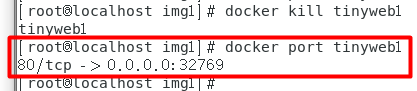 [root@localhost img1]# docker kill tinyweb1
tinyweb1
[root@localhost img1]# docker port tinyweb1
80/tcp -> 0.0.0.0:32769
[root@localhost img1]#